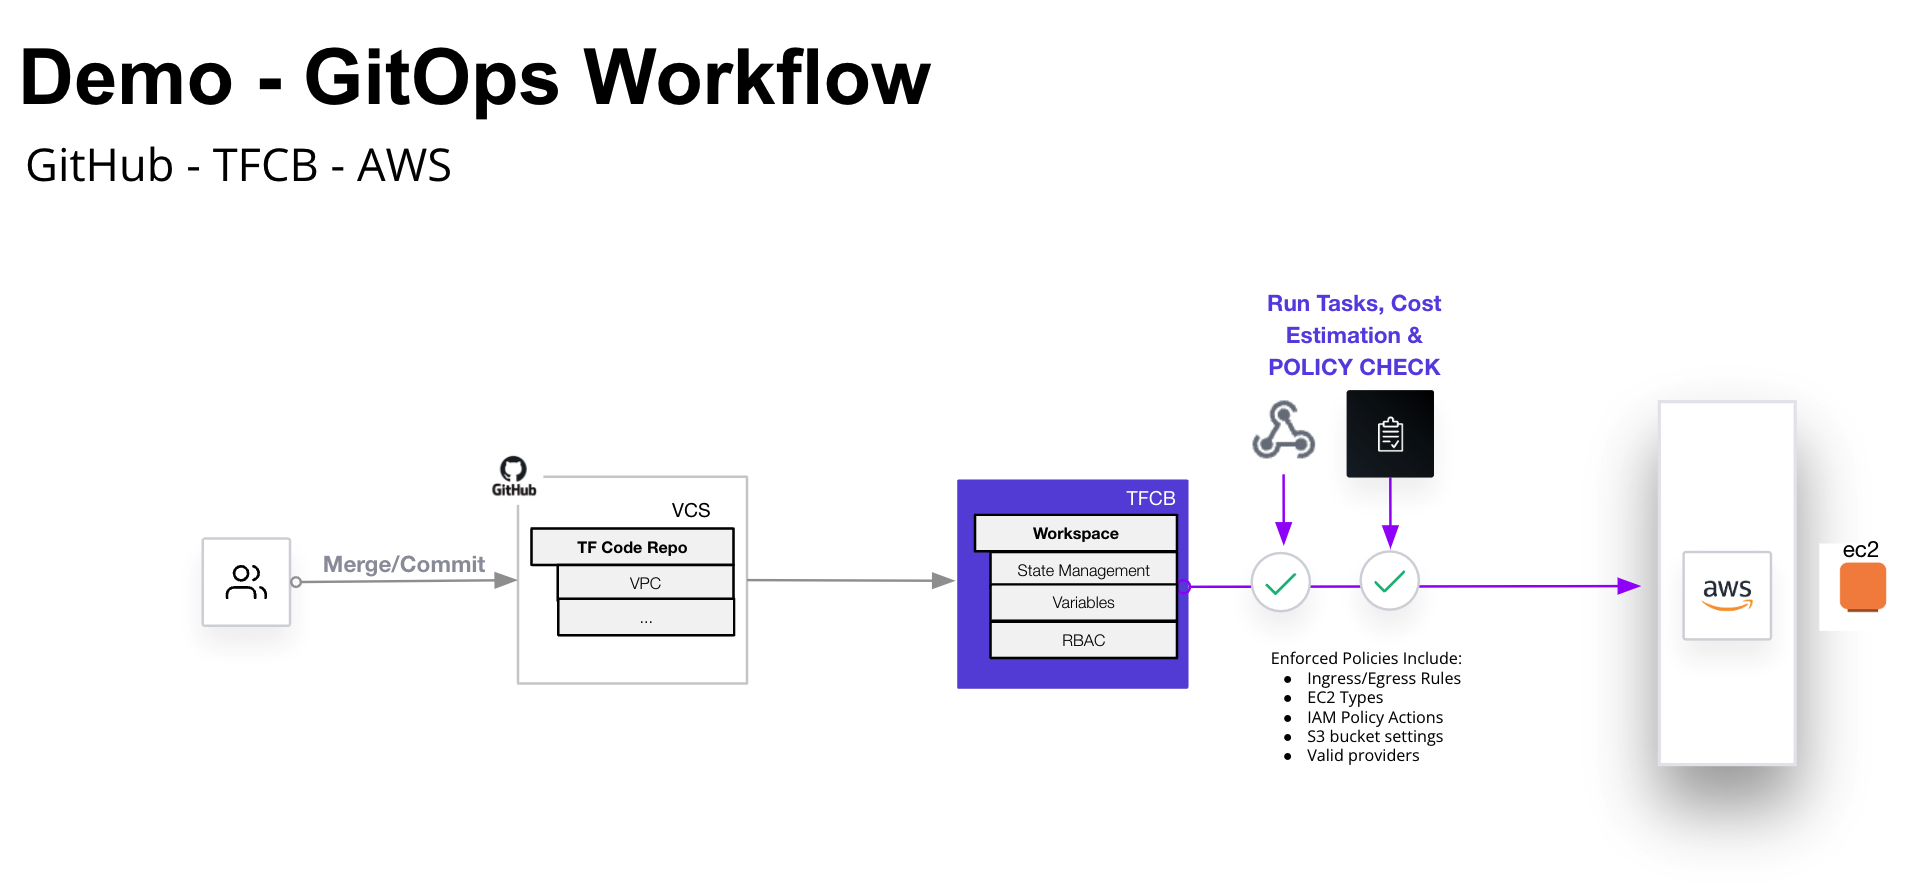 Demo - GitOps Workflow
GitHub - TFCB - AWS
Run Tasks, Cost
Estimation &
POLICY CHECK
GitHub
VCS
TF Code Repo
VPC
...
Merge/Commit
TFCB
Workspace
State Management
Variables
RBAC
Enforced Policies Include:
● Ingress/Egress Rules
● EC2 Types
● IAM Policy Actions
● S3 bucket settings
● Valid providers
aws
ec2